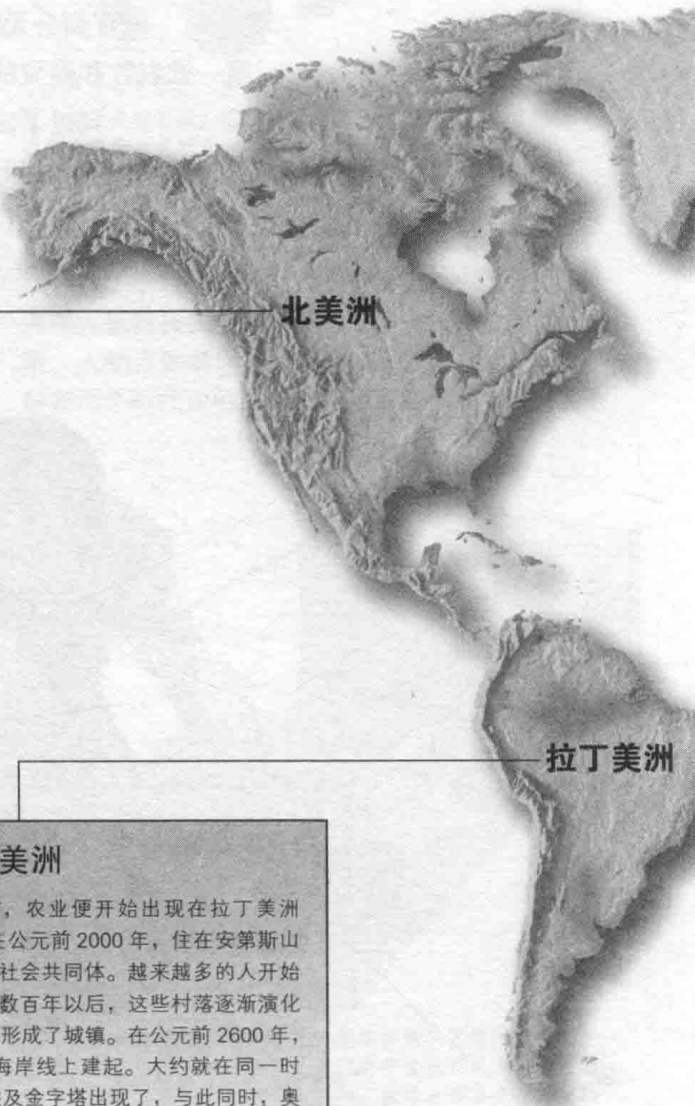 北美洲
拉丁美洲
美洲
，农业便开始出现在拉丁美洲
在公元前 2000 年，住在安第斯山
社会共同体。越来越多的人开始
数百年以后，这些村落逐渐演化
形成了城镇。在公元前 2600 年，
海岸线上建起。大约就在同一时
及金字塔出现了，与此同时，奥